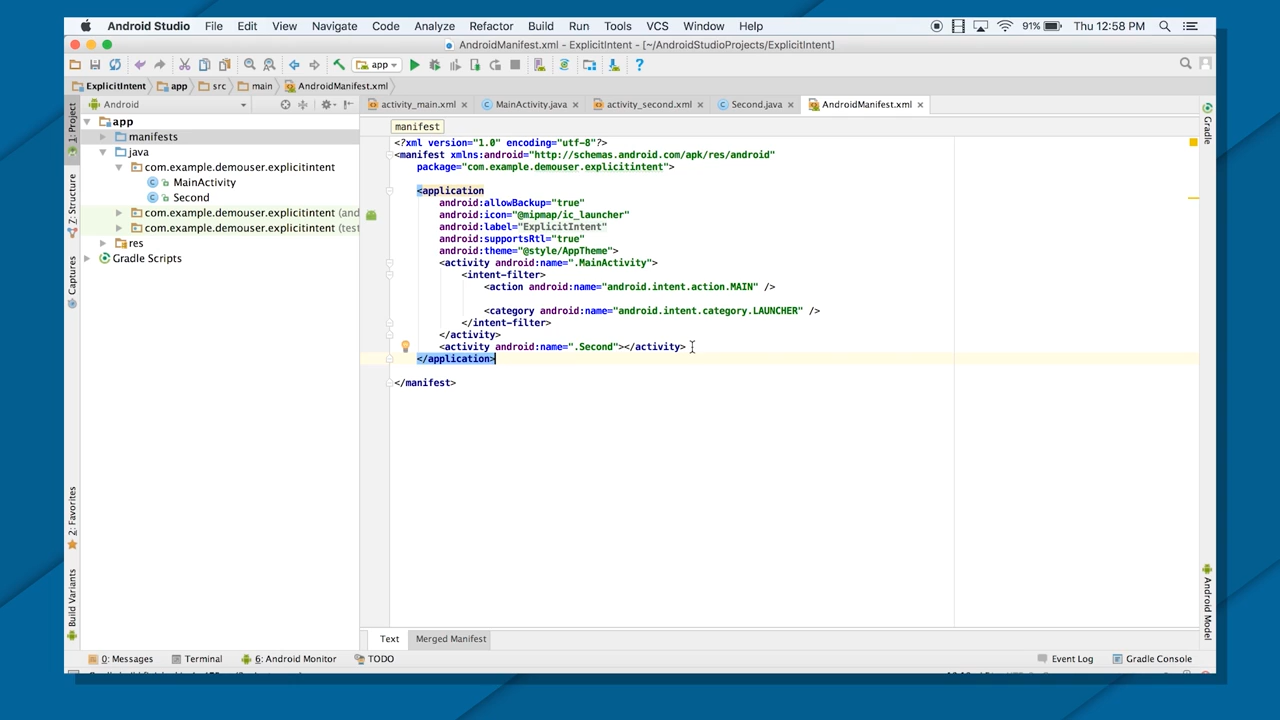 Android Studio File Edit View Navigate Code Analyze Refactor Build Run Tools VCS Window Help 91% Thu 12:58 PM
AndroidManifest.xml - ExplicitIntent - [~/AndroidStudioProjects/ExplicitIntent]
app
ExplicitIntent app src main AndroidManifest.xml
Android activity_main.xml MainActivity.java activity_second.xml Second.java AndroidManifest.xml
1: Project
Z: Structure
Captures
2: Favorites
Build Variants
app
manifests
java
com.example.demouser.explicitintent
MainActivity
Second
com.example.demouser.explicitintent (and
com.example.demouser.explicitintent (test
res
Gradle Scripts
manifest
<?xml version="1.0" encoding="utf-8"?>
<manifest xmlns:android="http://schemas.android.com/apk/res/android"
package="com.example.demouser.explicitintent">
<application
android:allowBackup="true"
android:icon="@mipmap/ic_launcher"
android:label="ExplicitIntent"
android:supportsRtl="true"
android:theme="@style/AppTheme">
<activity android:name=".MainActivity">
<intent-filter>
<action android:name="android.intent.action.MAIN" />
<category android:name="android.intent.category.LAUNCHER" />
</intent-filter>
</activity>
<activity android:name=".Second"></activity>
</application>
</manifest>
Gradle
Android Model
Text Merged Manifest
0: Messages Terminal 6: Android Monitor TODO Event Log Gradle Console